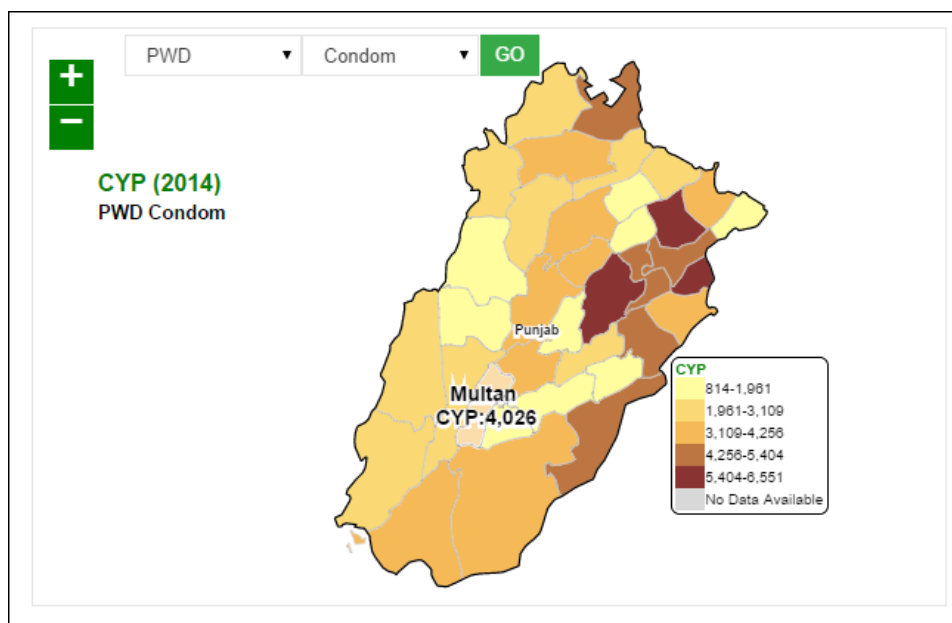 PWD
Condom
GO
+
−
CYP (2014)
PWD Condom
Punjab
Multan
CYP:4,026
CYP
814-1,961
1,961-3,109
3,109-4,256
4,256-5,404
5,404-6,551
No Data Available